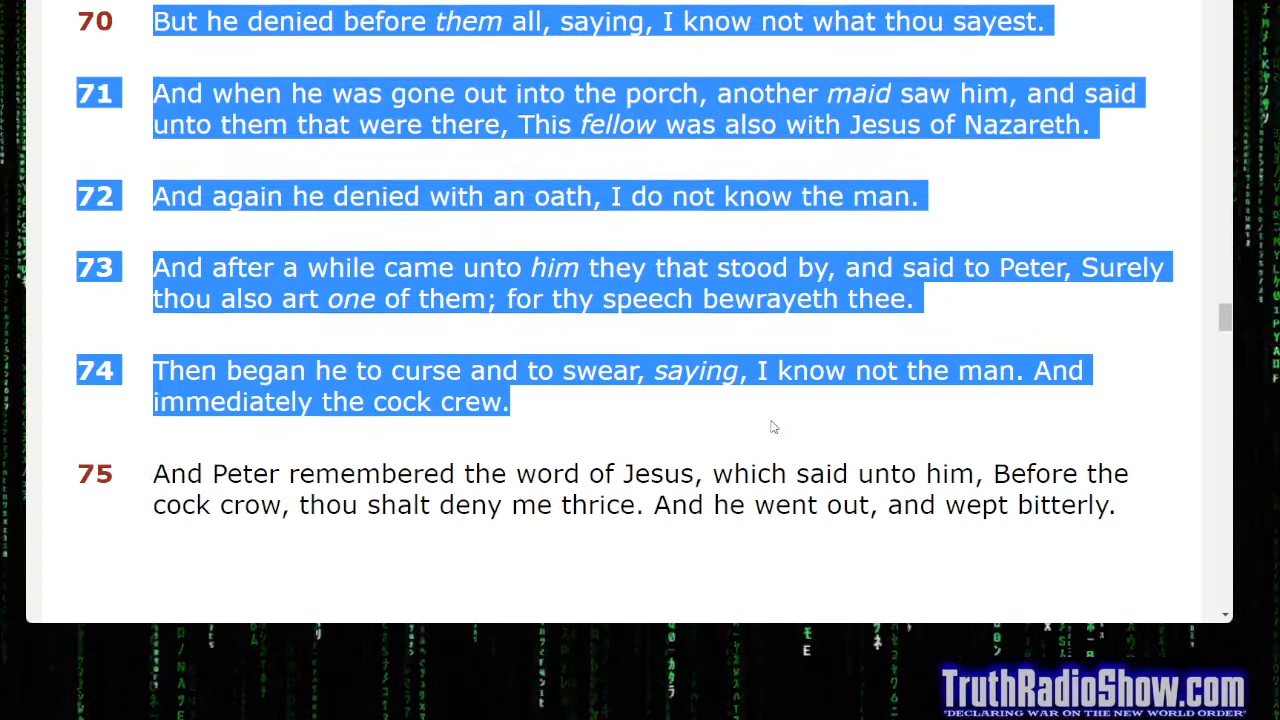 70 But he denied before them all, saying, I know not what thou sayest.
71 And when he was gone out into the porch, another maid saw him, and said
unto them that were there, This fellow was also with Jesus of Nazareth.
72 And again he denied with an oath, I do not know the man.
73 And after a while came unto him they that stood by, and said to Peter, Surely
thou also art one of them; for thy speech bewrayeth thee.
74 Then began he to curse and to swear, saying, I know not the man. And
immediately the cock crew.
75 And Peter remembered the word of Jesus, which said unto him, Before the
cock crow, thou shalt deny me thrice. And he went out, and wept bitterly.
TruthRadioShow.com
"DECLARING WAR ON THE NEW WORLD ORDER"